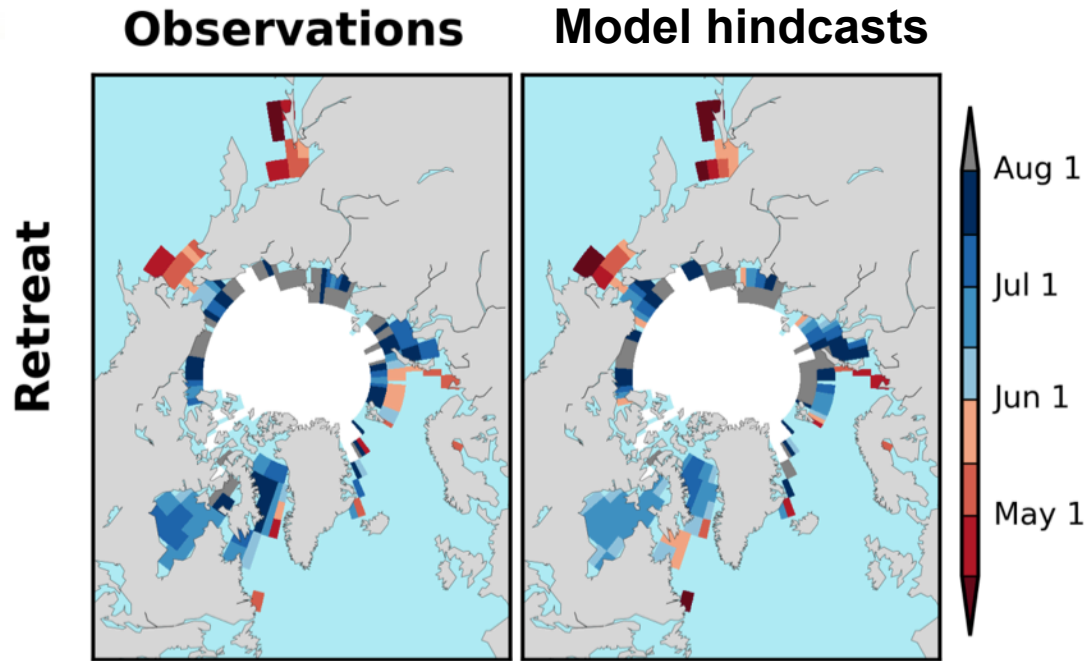 Observations
Model hindcasts
Retreat
Aug 1
Jul 1
Jun 1
May 1